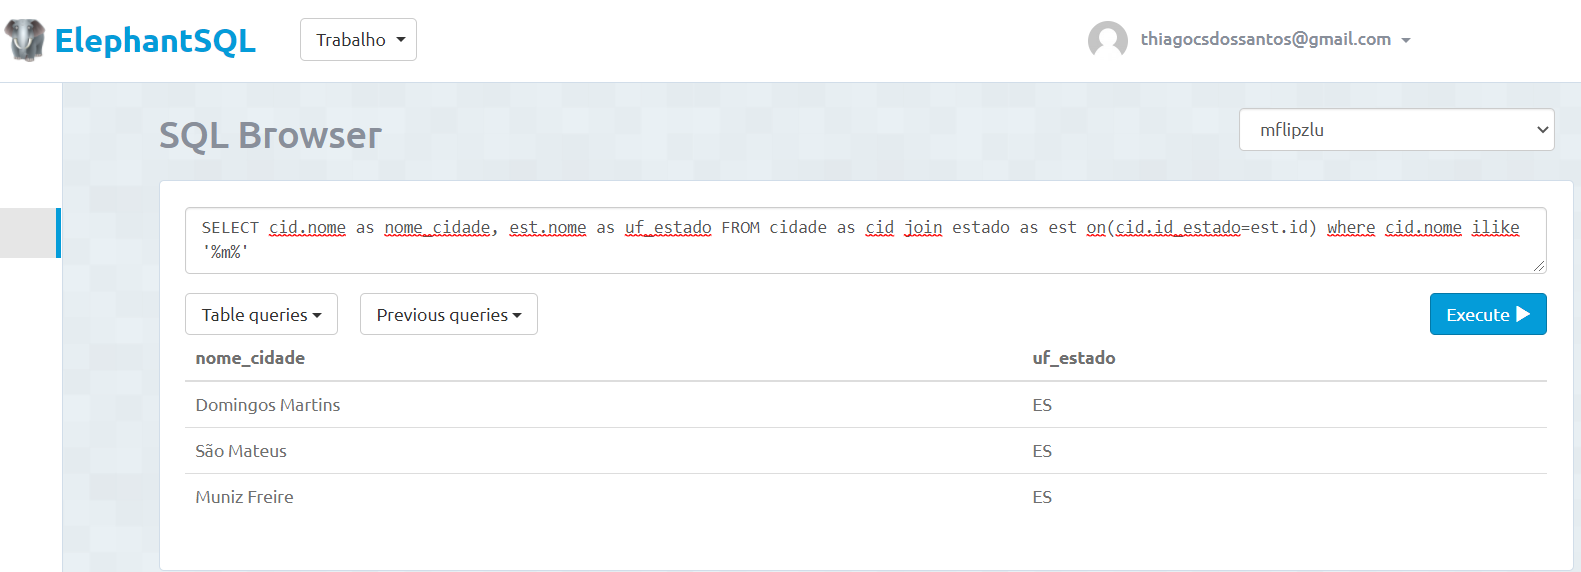 ElephantSQL
Trabalho
thiagocsdossantos@gmail.com
SQL Browser
mflipzlu
SELECT cid.nome as nome_cidade, est.nome as uf_estado FROM cidade as cid join estado as est on(cid.id_estado=est.id) where cid.nome ilike
'%m%'
Table queries
Previous queries
Execute
nome_cidade uf_estado
Domingos Martins ES
São Mateus ES
Muniz Freire ES